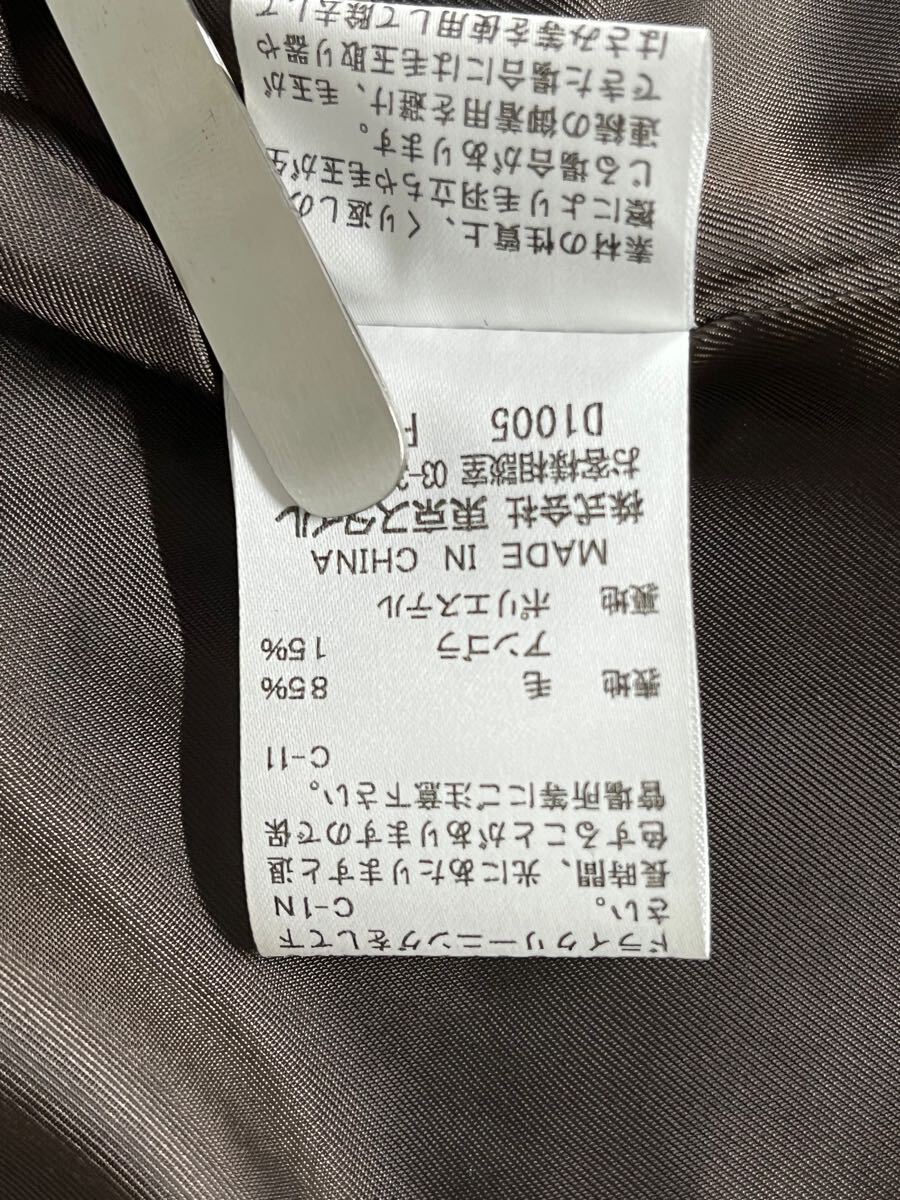 ドライクリーニングをして下
さい。 C-1N
長時間、光にあたりますと退
色することがありますので保
管場所等にご注意下さい。
C-11
表地 毛 85%
アンゴラ 15%
裏地 ポリエステル
MADE IN CHINA
株式会社 東京スタイル
お客様相談室 03-
D1005
素材の性質上、くり返しの
擦により毛羽立ちや毛玉が生
じる場合があります。
連続の御着用を避け、毛玉が
できた場合には毛玉取り器や
はさみ等を使用して除去して